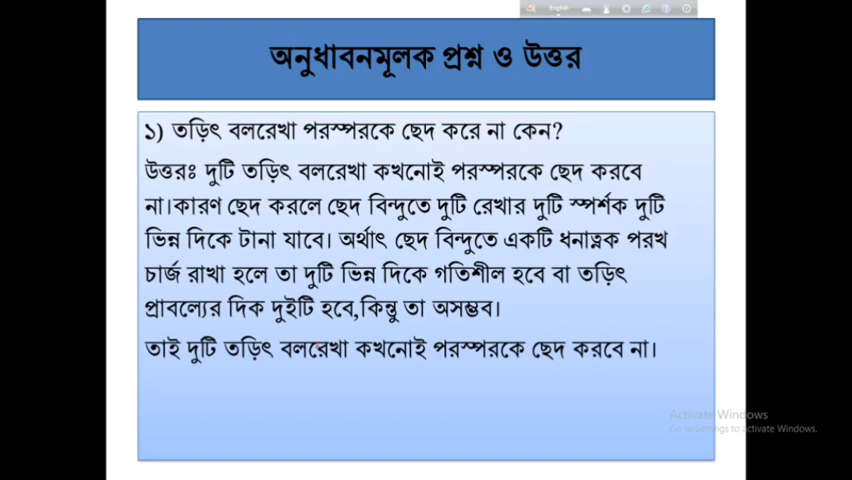 English
অনুধাবনমূলক প্রশ্ন ও উত্তর
১) তড়িৎ বলরেখা পরস্পরকে ছেদ করে না কেন?
উত্তরঃ দুটি তড়িৎ বলরেখা কখনোই পরস্পরকে ছেদ করবে
না।কারণ ছেদ করলে ছেদ বিন্দুতে দুটি রেখার দুটি স্পর্শক দুটি
ভিন্ন দিকে টানা যাবে। অর্থাৎ ছেদ বিন্দুতে একটি ধনাত্নক পরখ
চার্জ রাখা হলে তা দুটি ভিন্ন দিকে গতিশীল হবে বা তড়িৎ
প্রাবল্যের দিক দুইটি হবে,কিন্তু তা অসম্ভব।
তাই দুটি তড়িৎ বলরেখা কখনোই পরস্পরকে ছেদ করবে না।
Activate Windows
Go to Settings to activate Windows.